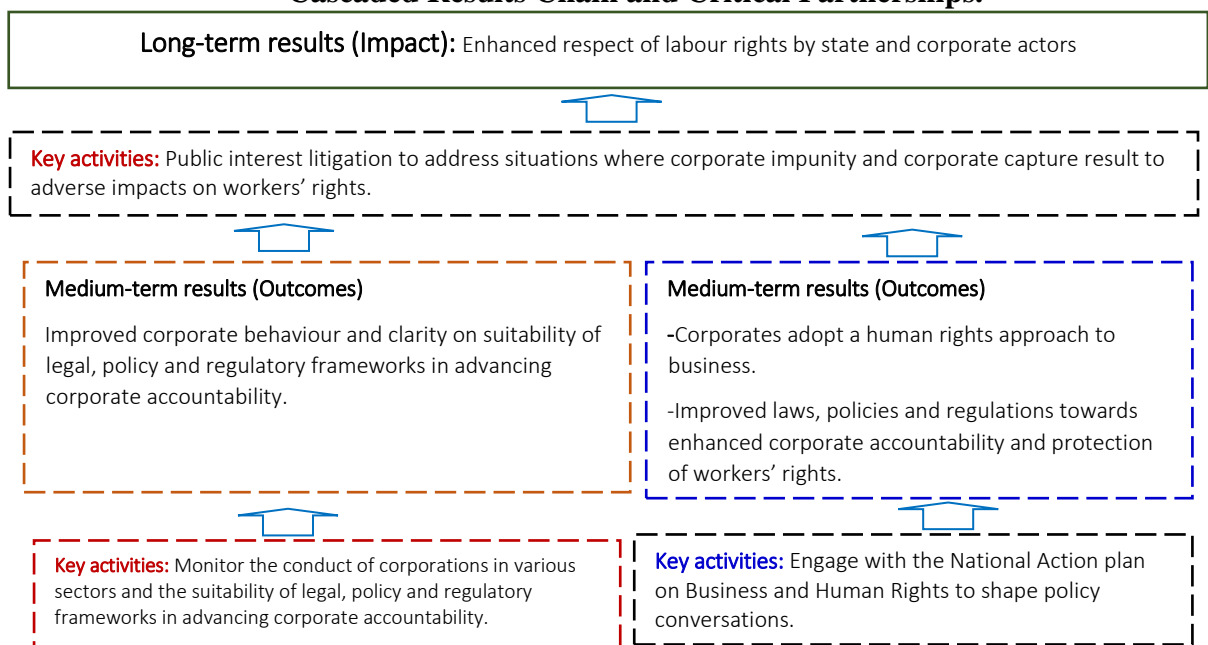 Cascaded Results Chain and Critical Partnerships.
Long-term results (Impact): Enhanced respect of labour rights by state and corporate actors
Key activities: Public interest litigation to address situations where corporate impunity and corporate capture result to
adverse impacts on workers’ rights.
Medium-term results (Outcomes)
Improved corporate behaviour and clarity on suitability of
legal, policy and regulatory frameworks in advancing
corporate accountability.
Medium-term results (Outcomes)
-Corporates adopt a human rights approach to
business.
-Improved laws, policies and regulations towards
enhanced corporate accountability and protection
of workers’ rights.
Key activities: Monitor the conduct of corporations in various
sectors and the suitability of legal, policy and regulatory
frameworks in advancing corporate accountability.
Key activities: Engage with the National Action plan
on Business and Human Rights to shape policy
conversations.